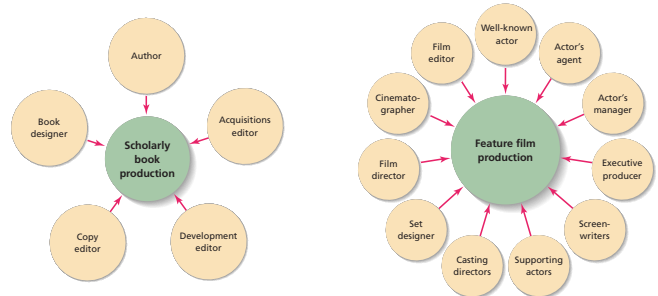 Author
Acquisitions
editor
Development
editor
Copy
editor
Book
designer
Scholarly
book
production
Well-known
actor
Actor's
agent
Actor's
manager
Executive
producer
Screen-
writers
Supporting
actors
Casting
directors
Set
designer
Film
director
Cinemato-
grapher
Film
editor
Feature film
production